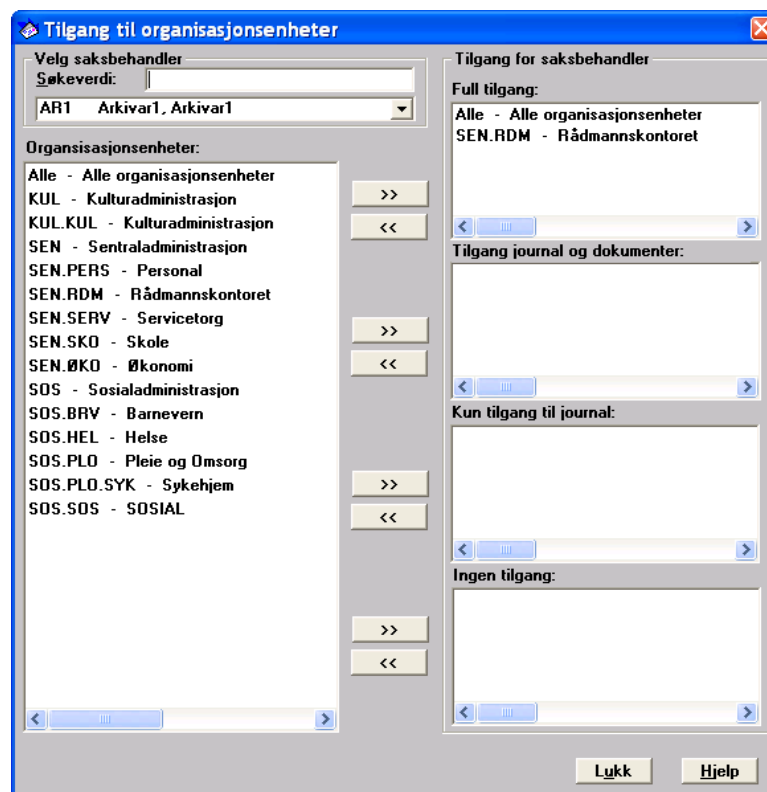 Tilgang til organisasjonsenheter
Velg saksbehandler
Søkeverdi:
AR1 Arkivar1, Arkivar1
Organsisasjonsenheter:
Alle - Alle organisasjonsenheter
KUL - Kulturadministrasjon
KUL.KUL - Kulturadministrasjon
SEN - Sentraladministrasjon
SEN.PERS - Personal
SEN.RDM - Rådmannskontoret
SEN.SERV - Servicetorg
SEN.SKO - Skole
SEN.ØKO - Økonomi
SOS - Sosialadministrasjon
SOS.BRV - Barnevern
SOS.HEL - Helse
SOS.PLO - Pleie og Omsorg
SOS.PLO.SYK - Sykehjem
SOS.SOS - SOSIAL
>>
<<
>>
<<
>>
<<
>>
<<
Tilgang for saksbehandler
Full tilgang:
Alle - Alle organisasjonsenheter
SEN.RDM - Rådmannskontoret
Tilgang journal og dokumenter:
Kun tilgang til journal:
Ingen tilgang:
Lukk
Hjelp